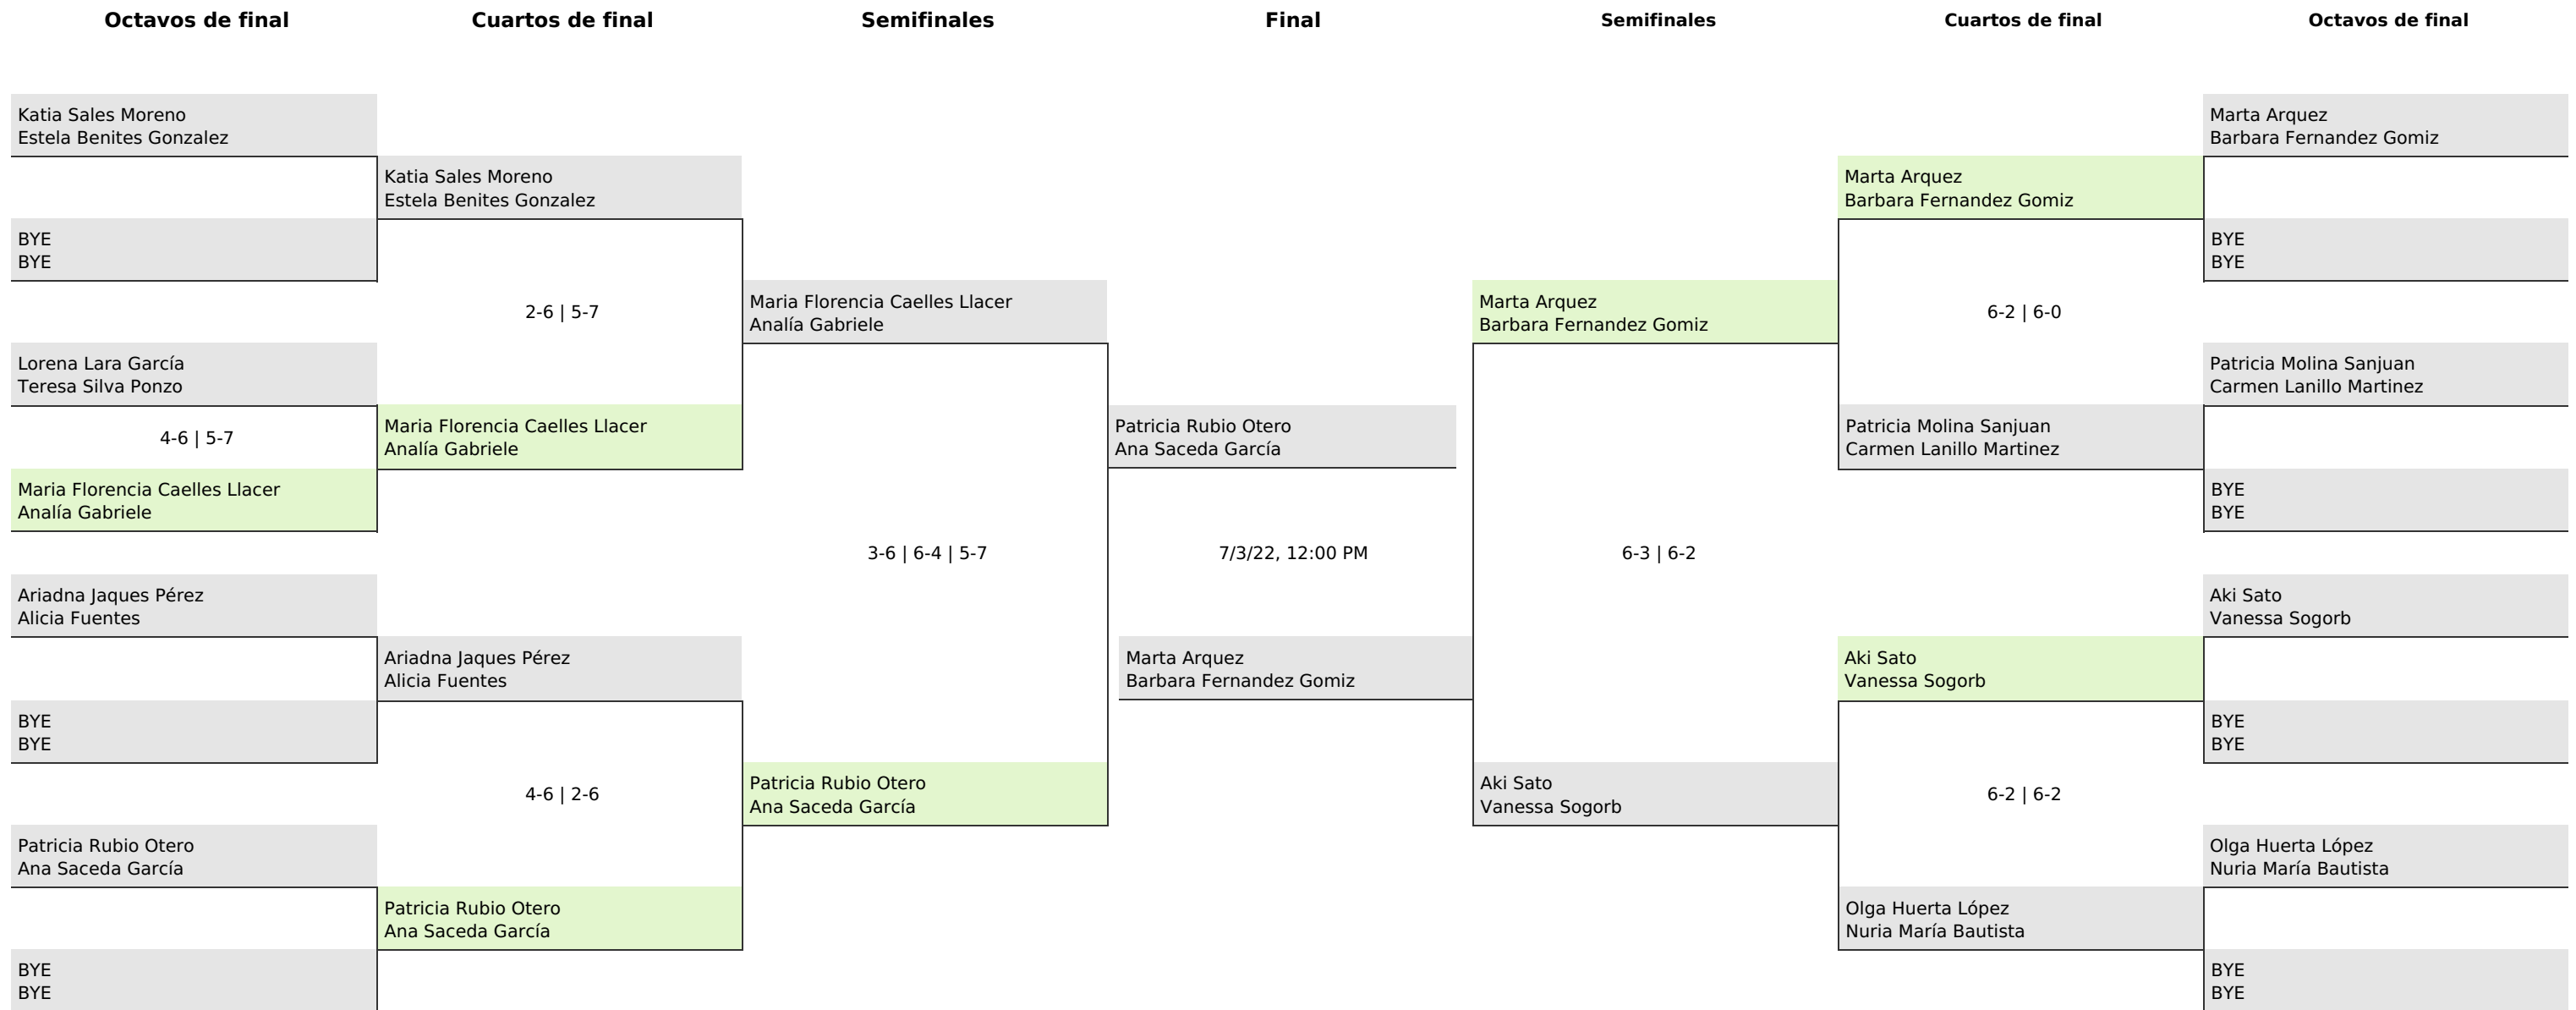 Octavos de final
Cuartos de final
Semifinales
Final
Semifinales
Cuartos de final
Octavos de final
Katia Sales Moreno
Estela Benites Gonzalez
BYE
BYE
Lorena Lara García
Teresa Silva Ponzo
4-6 | 5-7
Maria Florencia Caelles Llacer
Analía Gabriele
Ariadna Jaques Pérez
Alicia Fuentes
BYE
BYE
Patricia Rubio Otero
Ana Saceda García
BYE
BYE
Katia Sales Moreno
Estela Benites Gonzalez
2-6 | 5-7
Maria Florencia Caelles Llacer
Analía Gabriele
Ariadna Jaques Pérez
Alicia Fuentes
4-6 | 2-6
Patricia Rubio Otero
Ana Saceda García
Maria Florencia Caelles Llacer
Analía Gabriele
3-6 | 6-4 | 5-7
Patricia Rubio Otero
Ana Saceda García
Patricia Rubio Otero
Ana Saceda García
7/3/22, 12:00 PM
Marta Arquez
Barbara Fernandez Gomiz
Marta Arquez
Barbara Fernandez Gomiz
6-3 | 6-2
Aki Sato
Vanessa Sogorb
Marta Arquez
Barbara Fernandez Gomiz
6-2 | 6-0
Patricia Molina Sanjuan
Carmen Lanillo Martinez
Aki Sato
Vanessa Sogorb
6-2 | 6-2
Olga Huerta López
Nuria María Bautista
Marta Arquez
Barbara Fernandez Gomiz
BYE
BYE
Patricia Molina Sanjuan
Carmen Lanillo Martinez
BYE
BYE
Aki Sato
Vanessa Sogorb
BYE
BYE
Olga Huerta López
Nuria María Bautista
BYE
BYE